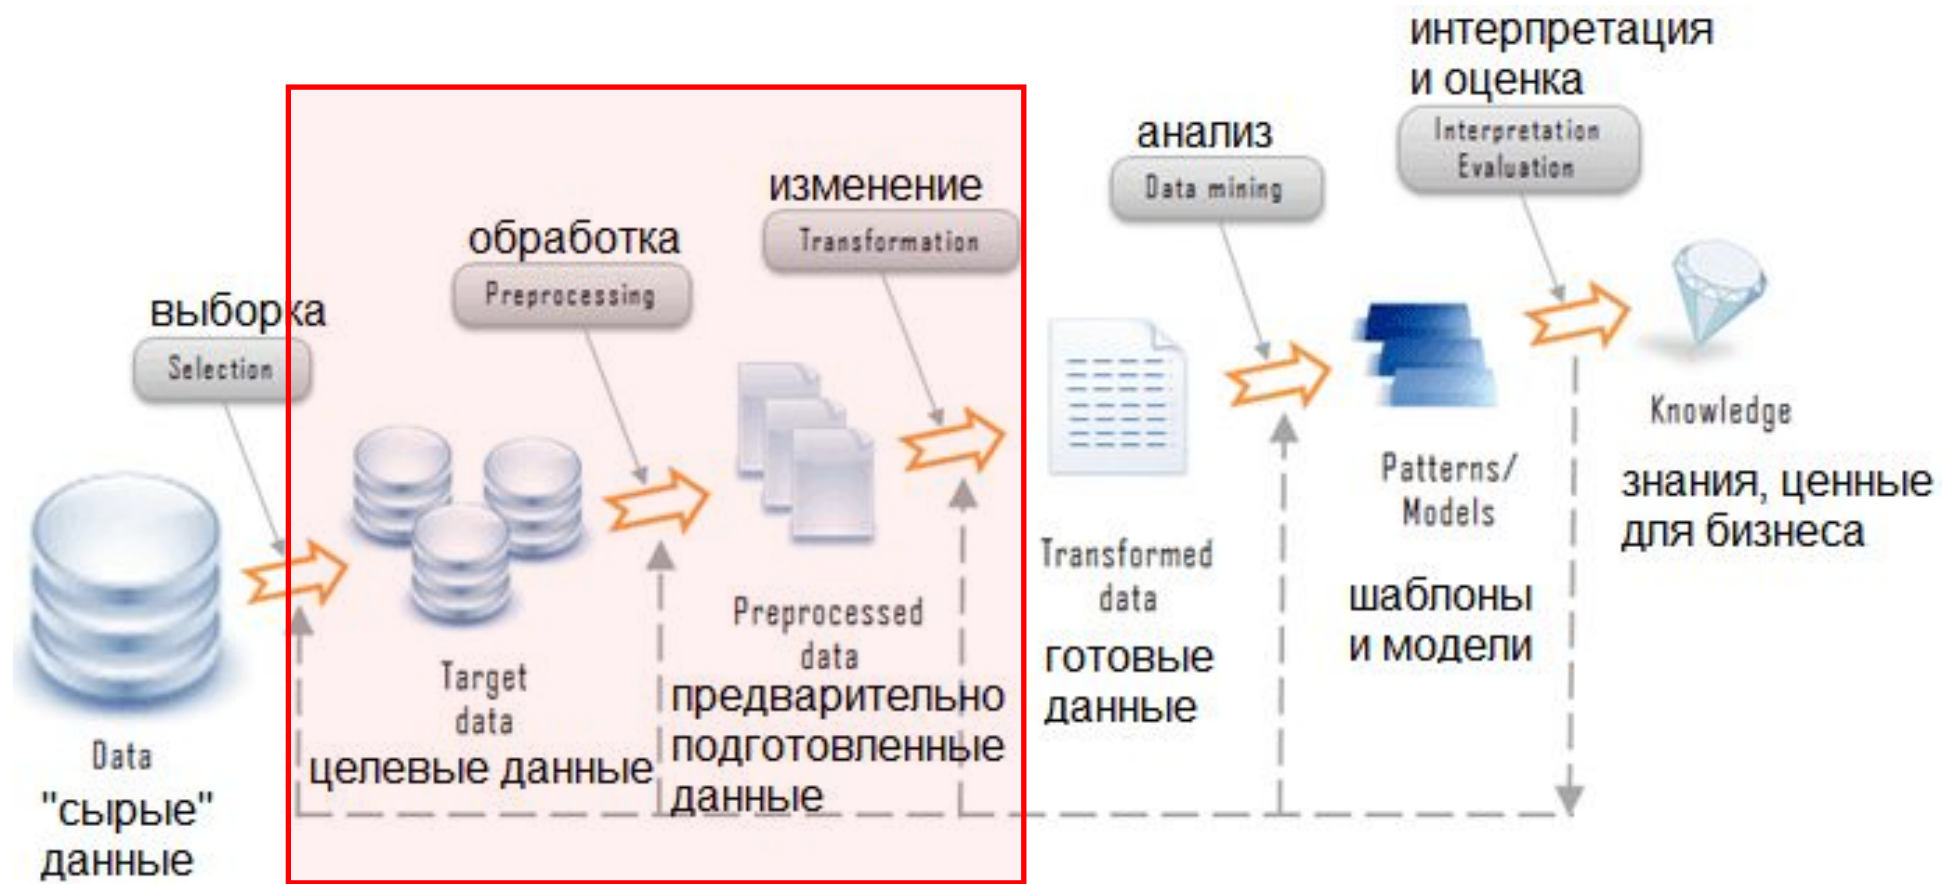 интерпретация
и оценка
Interpretation
Evaluation
анализ
Data mining
изменение
Transformation
обработка
Preprocessing
выборка
Selection
Knowledge
знания, ценные
для бизнеса
Patterns/
Models
шаблоны
и модели
Transformed
data
готовые
данные
Preprocessed
data
предварительно
подготовленные
данные
Target
data
целевые данные
Data
"сырые"
данные